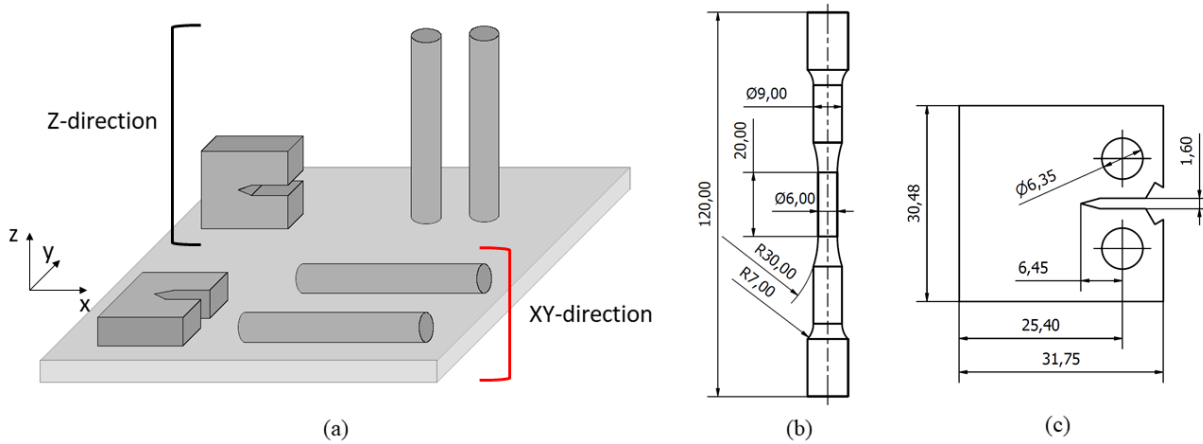 Z-direction
z
y
x
XY-direction
(a)
Ø9,00
20,00
120,00
Ø6,00
R30,00
R7,00
(b)
1,60
Ø6,35
30,48
6,45
25,40
31,75
(c)